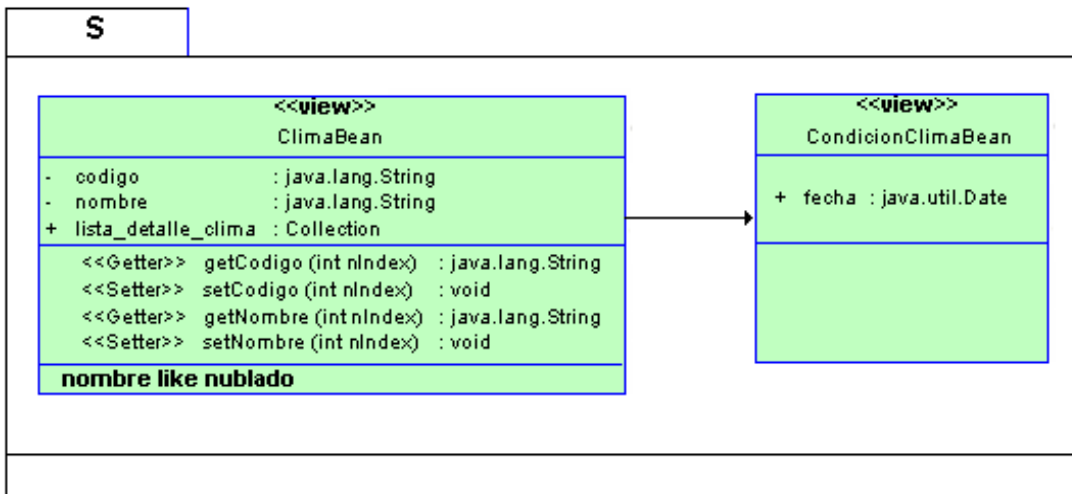 S
<<view>>
ClimaBean
- codigo : java.lang.String
- nombre : java.lang.String
+ lista_detalle_clima : Collection
<<Getter>> getCodigo (int nIndex) : java.lang.String
<<Setter>> setCodigo (int nIndex) : void
<<Getter>> getNombre (int nIndex) : java.lang.String
<<Setter>> setNombre (int nIndex) : void
nombre like nublado
<<view>>
CondicionClimaBean
+ fecha : java.util.Date